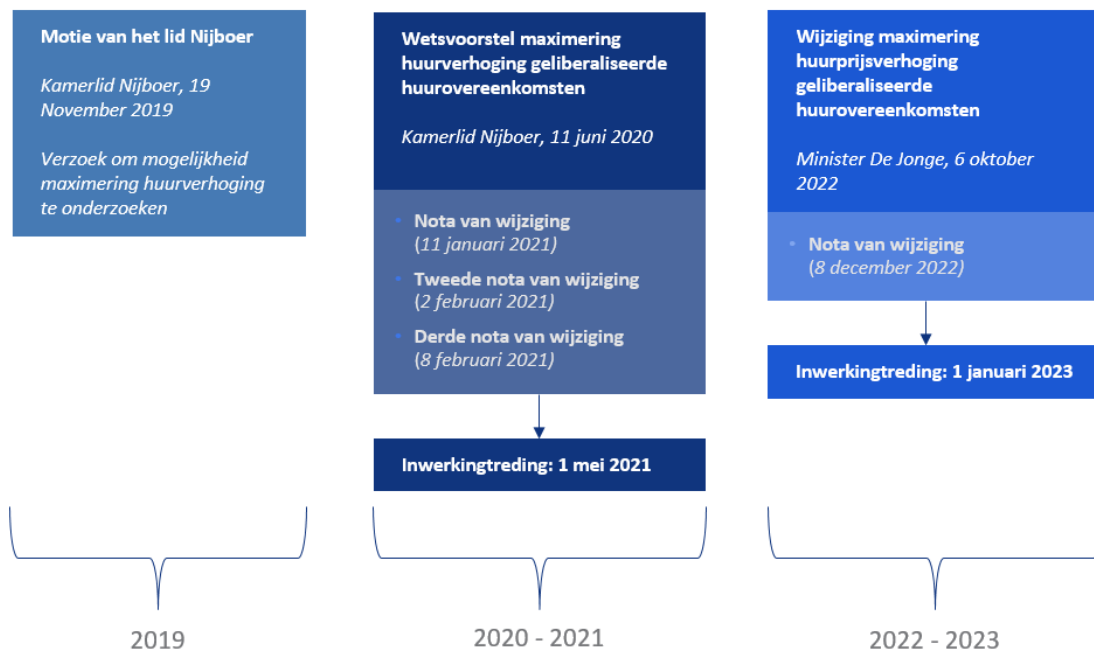 Motie van het lid Nijboer
Kamerlid Nijboer, 19
November 2019
Verzoek om mogelijkheid
maximering huurverhoging
te onderzoeken
Wetsvoorstel maximering
huurverhoging geliberaliseerde
huurovereenkomsten
Kamerlid Nijboer, 11 juni 2020
• Nota van wijziging
(11 januari 2021)
• Tweede nota van wijziging
(2 februari 2021)
• Derde nota van wijziging
(8 februari 2021)
Inwerkingtreding: 1 mei 2021
Wijziging maximering
huurprijsverhoging
geliberaliseerde
huurovereenkomsten
Minister De Jonge, 6 oktober
2022
• Nota van wijziging
(8 december 2022)
Inwerkingtreding: 1 januari 2023
2019
2020 - 2021
2022 - 2023